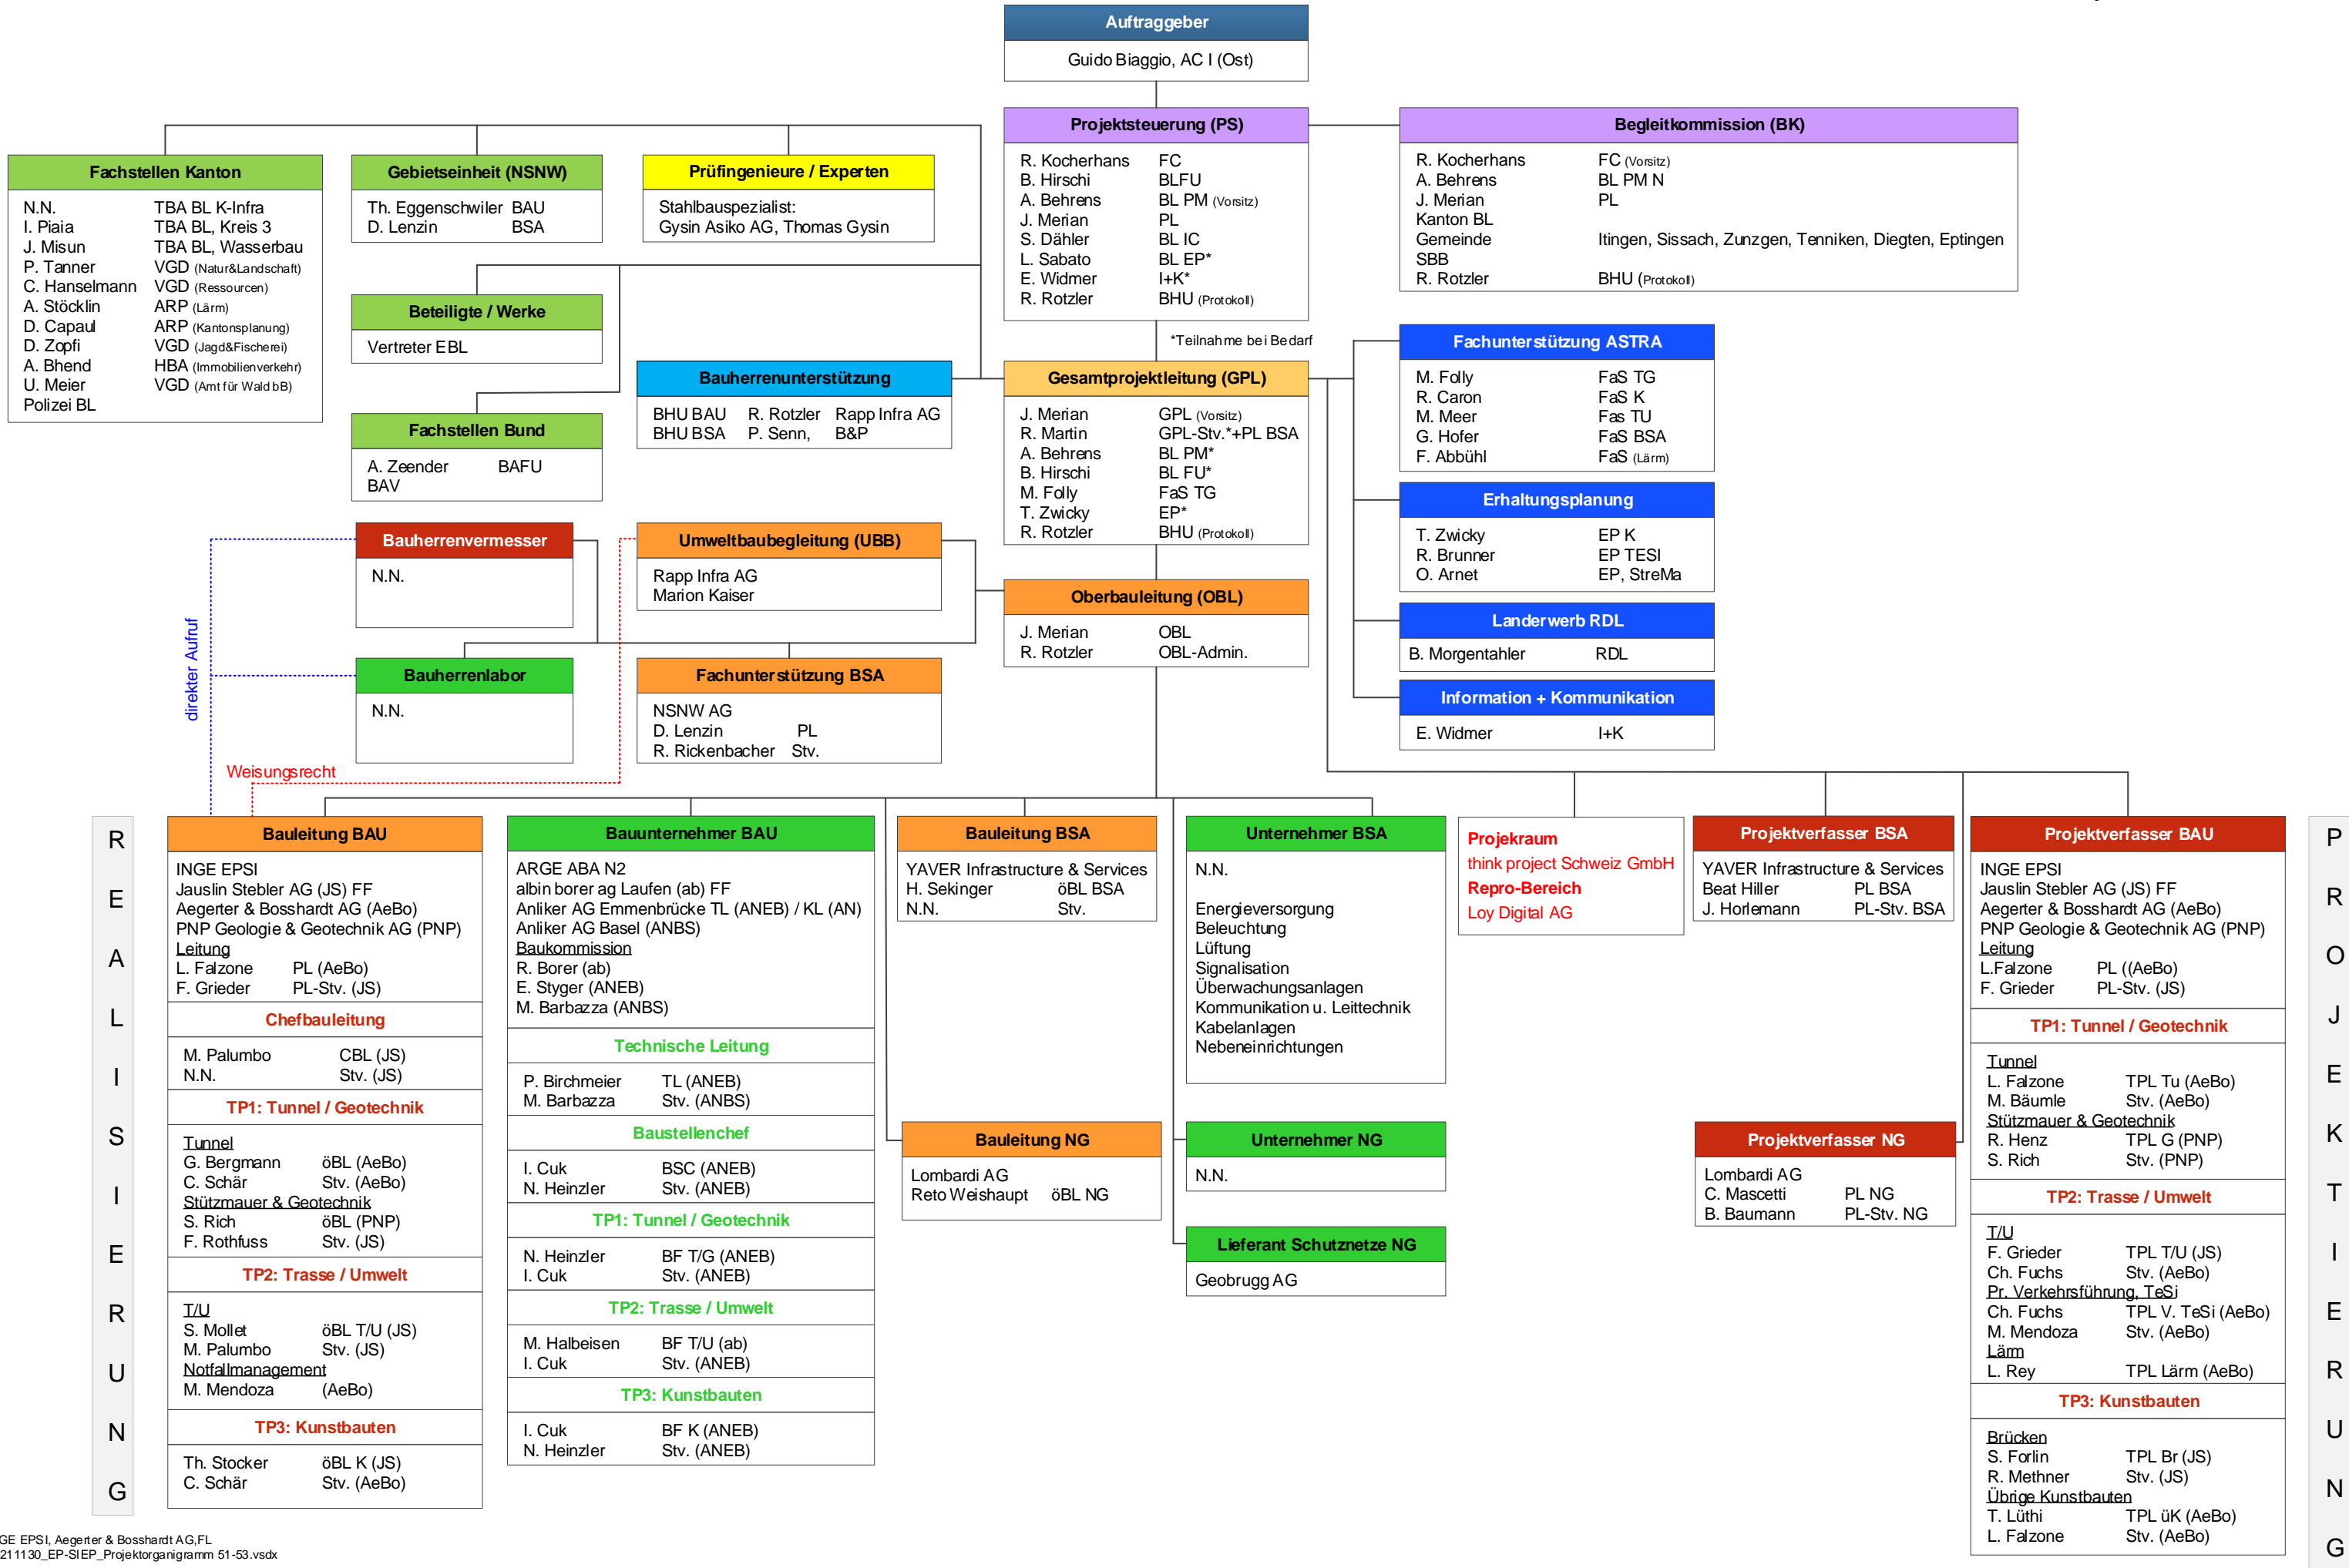 Auftraggeber
Guido Biaggio, AC I (Ost)
Projektsteuerung (PS)
R. Kocherhans FC
B. Hirschi BLFU
A. Behrens BL PM (Vorsitz)
J. Merian PL
S. Dähler BL IC
L. Sabato BL EP*
E. Widmer I+K*
R. Rotzler BHU (Protokoll)
*Teilnahme bei Bedarf
Begleitkommission (BK)
R. Kocherhans FC (Vorsitz)
A. Behrens BL PM N
J. Merian PL
Kanton BL
Gemeinde Itingen, Sissach, Zunzgen, Tenniken, Diegten, Eptingen
SBB
R. Rotzler BHU (Protokoll)
Fachstellen Kanton
N.N. TBA BL K-Infra
I. Piaia TBA BL, Kreis 3
J. Misun TBA BL, Wasserbau
P. Tanner VGD (Natur&Landschaft)
C. Hanselmann VGD (Ressourcen)
A. Stöcklin ARP (Lärm)
D. Capaul ARP (Kantonsplanung)
D. Zopfi VGD (Jagd&Fischerei)
A. Bhend HBA (Immobilienverkehr)
U. Meier VGD (Amt für Wald bB)
Polizei BL
Gebietseinheit (NSNW)
Th. Eggenschwiler BAU
D. Lenzin BSA
Prüfingenieure / Experten
Stahlbauspezialist:
Gysin Asiko AG, Thomas Gysin
Beteiligte / Werke
Vertreter EBL
Fachstellen Bund
A. Zeender BAFU
BAV
Bauherrenunterstützung
BHU BAU R. Rotzler Rapp Infra AG
BHU BSA P. Senn, B&P
Gesamtprojektleitung (GPL)
J. Merian GPL (Vorsitz)
R. Martin GPL-Stv.*+PL BSA
A. Behrens BL PM*
B. Hirschi BL FU*
M. Folly FaS TG
T. Zwicky EP*
R. Rotzler BHU (Protokoll)
Fachunterstützung ASTRA
M. Folly FaS TG
R. Caron FaS K
M. Meer Fas TU
G. Hofer FaS BSA
F. Abbühl FaS (Lärm)
Erhaltungsplanung
T. Zwicky EP K
R. Brunner EP TESI
O. Arnet EP, StreMa
Landerwerb RDL
B. Morgentahler RDL
Information + Kommunikation
E. Widmer I+K
Bauherrenvermesser
N.N.
Umweltbaubegleitung (UBB)
Rapp Infra AG
Marion Kaiser
Oberbauleitung (OBL)
J. Merian OBL
R. Rotzler OBL-Admin.
Bauherrenlabor
N.N.
Fachunterstützung BSA
NSNW AG
D. Lenzin PL
R. Rickenbacher Stv.
direkter Aufruf
Weisungsrecht
REALISIERUNG
Bauleitung BAU
INGE EPSI
Jauslin Stebler AG (JS) FF
Aegerter & Bosshardt AG (AeBo)
PNP Geologie & Geotechnik AG (PNP)
Leitung
L. Falzone PL (AeBo)
F. Grieder PL-Stv. (JS)
Chefbauleitung
M. Palumbo CBL (JS)
N.N. Stv. (JS)
TP1: Tunnel / Geotechnik
Tunnel
G. Bergmann öBL (AeBo)
C. Schär Stv. (AeBo)
Stützmauer & Geotechnik
S. Rich öBL (PNP)
F. Rothfuss Stv. (JS)
TP2: Trasse / Umwelt
T/U
S. Mollet öBL T/U (JS)
M. Palumbo Stv. (JS)
Notfallmanagement
M. Mendoza (AeBo)
TP3: Kunstbauten
Th. Stocker öBL K (JS)
C. Schär Stv. (AeBo)
Bauunternehmer BAU
ARGE ABA N2
albin borer ag Laufen (ab) FF
Anliker AG Emmenbrücke TL (ANEB) / KL (AN)
Anliker AG Basel (ANBS)
Baukommission
R. Borer (ab)
E. Styger (ANEB)
M. Barbazza (ANBS)
Technische Leitung
P. Birchmeier TL (ANEB)
M. Barbazza Stv. (ANBS)
Baustellenchef
I. Cuk BSC (ANEB)
N. Heinzler Stv. (ANEB)
TP1: Tunnel / Geotechnik
N. Heinzler BF T/G (ANEB)
I. Cuk Stv. (ANEB)
TP2: Trasse / Umwelt
M. Halbeisen BF T/U (ab)
I. Cuk Stv. (ANEB)
TP3: Kunstbauten
I. Cuk BF K (ANEB)
N. Heinzler Stv. (ANEB)
Bauleitung BSA
YAVER Infrastructure & Services
H. Sekinger öBL BSA
N.N. Stv.
Bauleitung NG
Lombardi AG
Reto Weishaupt öBL NG
Unternehmer BSA
N.N.
Energieversorgung
Beleuchtung
Lüftung
Signalisation
Überwachungsanlagen
Kommunikation u. Leittechnik
Kabelanlagen
Nebeneinrichtungen
Unternehmer NG
N.N.
Lieferant Schutznetze NG
Geobrugg AG
Projekraum
think project Schweiz GmbH
Repro-Bereich
Loy Digital AG
Projektverfasser BSA
YAVER Infrastructure & Services
Beat Hiller PL BSA
J. Horlemann PL-Stv. BSA
Projektverfasser NG
Lombardi AG
C. Mascetti PL NG
B. Baumann PL-Stv. NG
Projektverfasser BAU
INGE EPSI
Jauslin Stebler AG (JS) FF
Aegerter & Bosshardt AG (AeBo)
PNP Geologie & Geotechnik AG (PNP)
Leitung
L.Falzone PL ((AeBo)
F. Grieder PL-Stv. (JS)
TP1: Tunnel / Geotechnik
Tunnel
L. Falzone TPL Tu (AeBo)
M. Bäumle Stv. (AeBo)
Stützmauer & Geotechnik
R. Henz TPL G (PNP)
S. Rich Stv. (PNP)
TP2: Trasse / Umwelt
T/U
F. Grieder TPL T/U (JS)
Ch. Fuchs Stv. (AeBo)
Pr. Verkehrsführung, TeSi
Ch. Fuchs TPL V. TeSi (AeBo)
M. Mendoza Stv. (AeBo)
Lärm
L. Rey TPL Lärm (AeBo)
TP3: Kunstbauten
Brücken
S. Forlin TPL Br (JS)
R. Methner Stv. (JS)
Übrige Kunstbauten
T. Lüthi TPL üK (AeBo)
L. Falzone Stv. (AeBo)
PROJEKTIERUNG
GE EPSI, Aegerter & Bosshardt AG,FL
211130_EP-SIEP_Projektorganigramm 51-53.vsdx